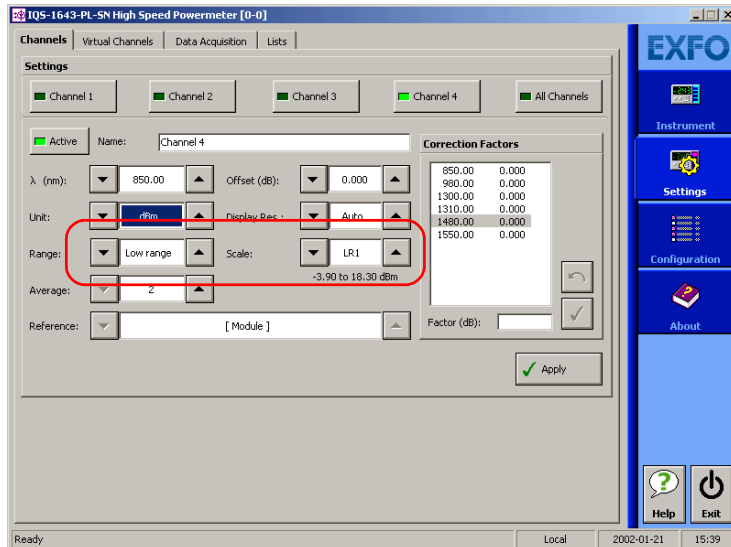 IQS-1643-PL-SN High Speed Powermeter [0-0]
Channels Virtual Channels Data Acquisition Lists
EXFO
Settings
Channel 1 Channel 2 Channel 3 Channel 4 All Channels
Active Name: Channel 4
Correction Factors
λ (nm): 850.00 Offset (dB): 0.000
Unit: dBm Display Res.: Auto
Range: Low range Scale: LR1
-3.90 to 18.30 dBm
Average: 2
Reference: [ Module ]
850.00 0.000
980.00 0.000
1300.00 0.000
1310.00 0.000
1480.00 0.000
1550.00 0.000
Factor (dB):
Apply
Instrument
Settings
Configuration
About
Help Exit
Ready Local 2002-01-21 15:39